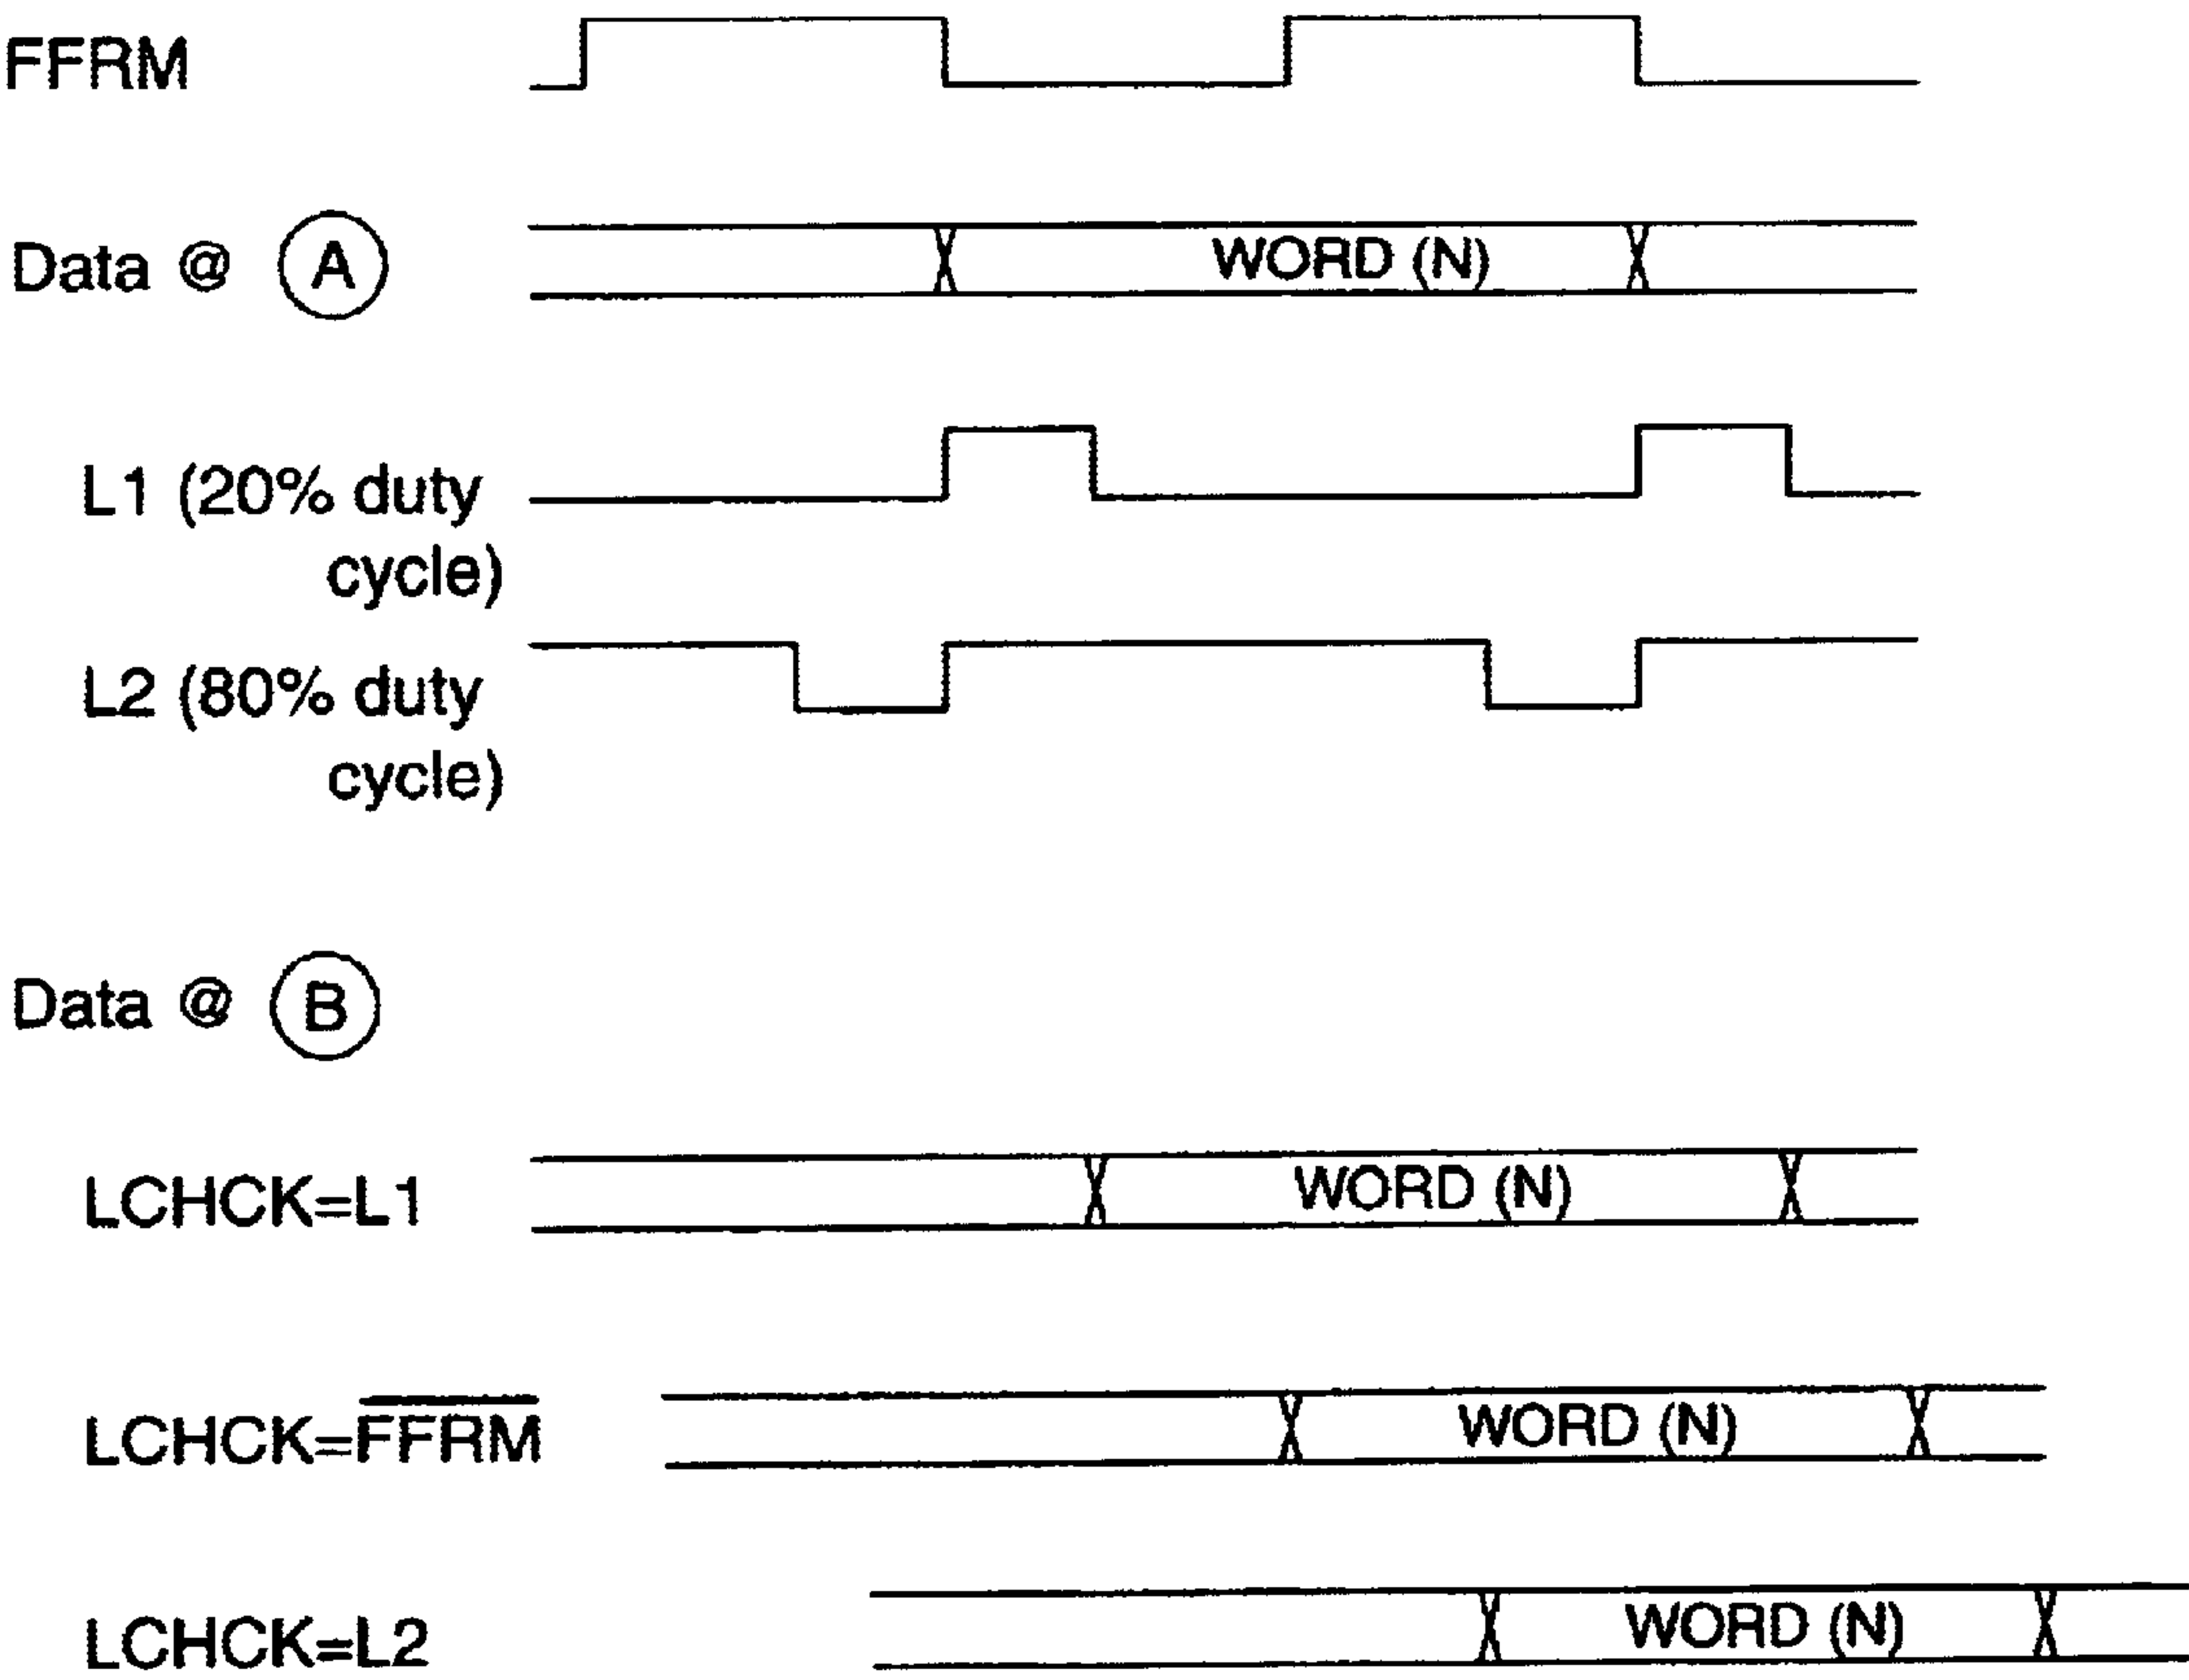 FFRM
Data @ A WORD (N)
L1 (20% duty
cycle)
L2 (80% duty
cycle)
Data @ B
LCHCK=L1 WORD (N)
LCHCK=F̅F̅R̅M̅ WORD (N)
LCHCK=L2 WORD (N)